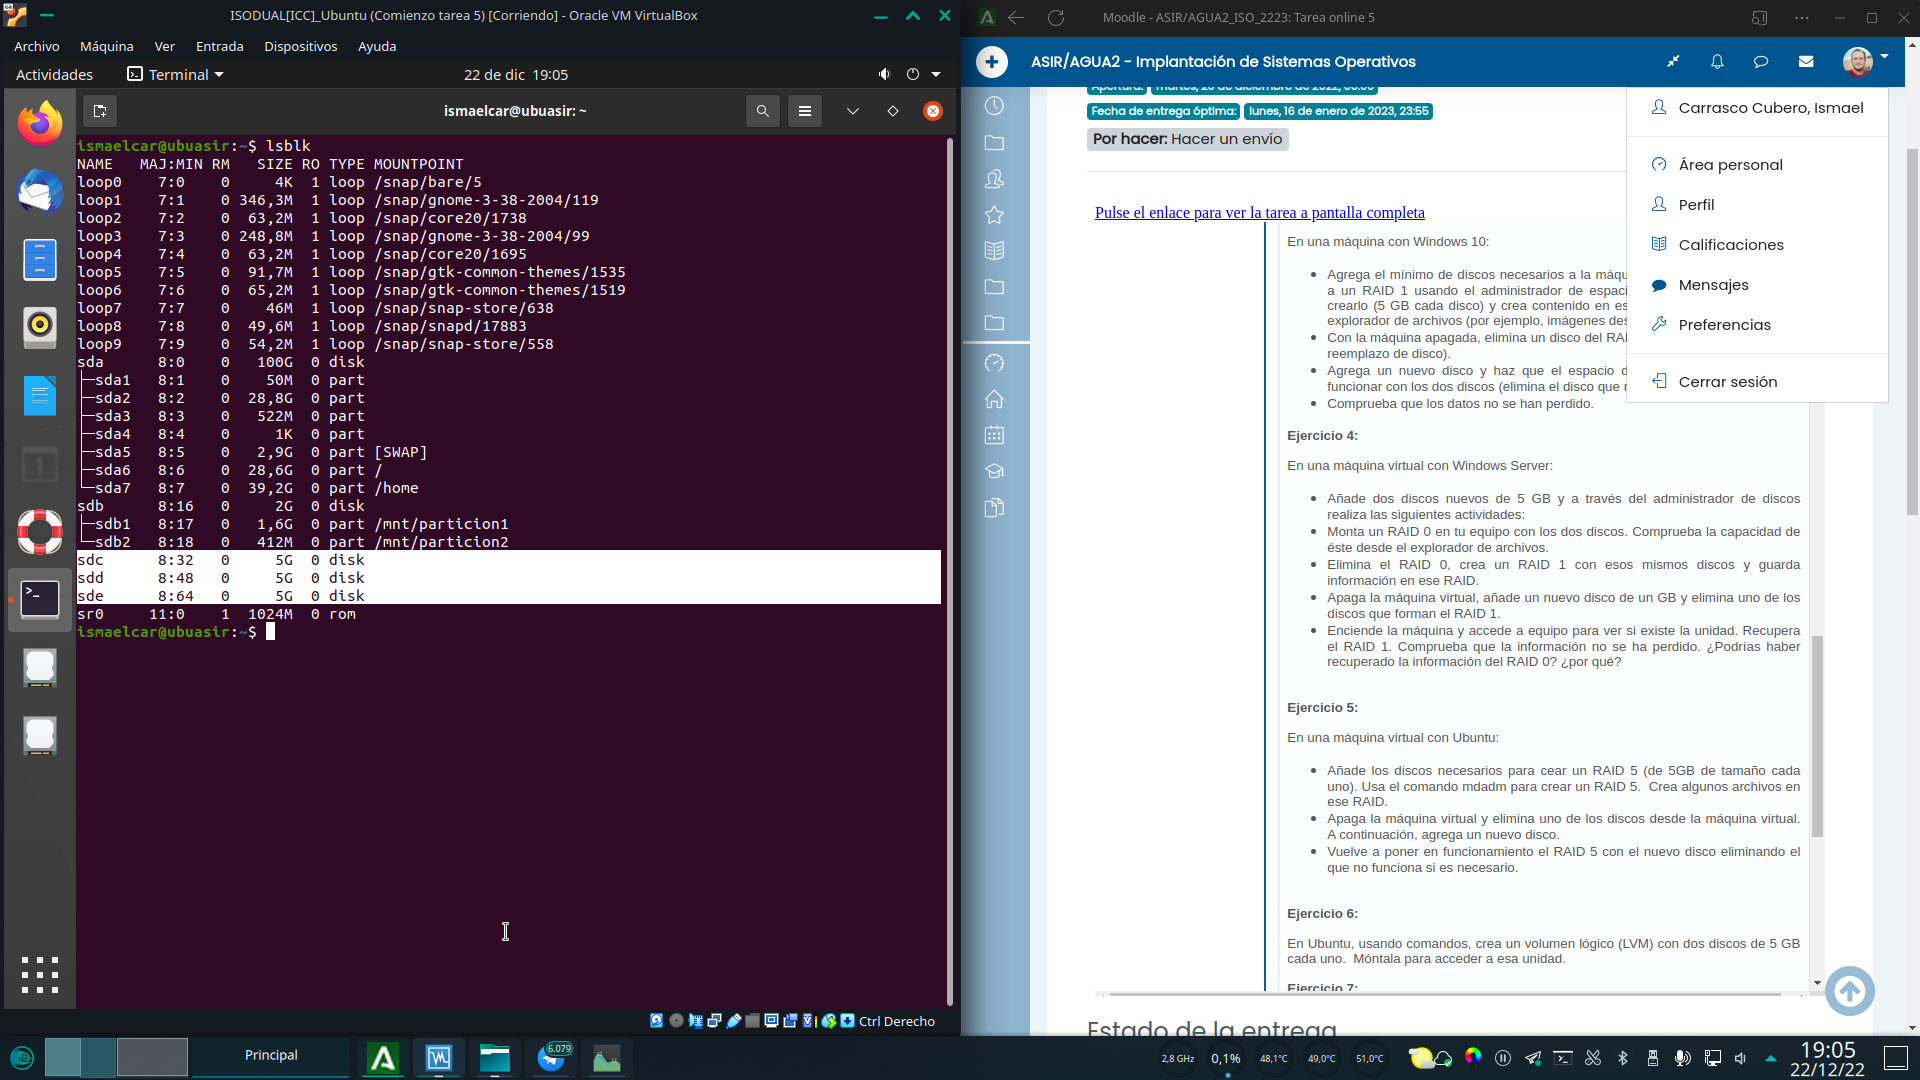 ISODUAL[ICC]_Ubuntu (Comienzo tarea 5) [Corriendo] - Oracle VM VirtualBox
Archivo Máquina Ver Entrada Dispositivos Ayuda
Actividades Terminal 22 de dic 19:05
ismaelcar@ubuasir: ~
ismaelcar@ubuasir:~$ lsblk
NAME MAJ:MIN RM SIZE RO TYPE MOUNTPOINT
loop0 7:0 0 4K 1 loop /snap/bare/5
loop1 7:1 0 346,3M 1 loop /snap/gnome-3-38-2004/119
loop2 7:2 0 63,2M 1 loop /snap/core20/1738
loop3 7:3 0 248,8M 1 loop /snap/gnome-3-38-2004/99
loop4 7:4 0 63,2M 1 loop /snap/core20/1695
loop5 7:5 0 91,7M 1 loop /snap/gtk-common-themes/1535
loop6 7:6 0 65,2M 1 loop /snap/gtk-common-themes/1519
loop7 7:7 0 46M 1 loop /snap/snap-store/638
loop8 7:8 0 49,6M 1 loop /snap/snapd/17883
loop9 7:9 0 54,2M 1 loop /snap/snap-store/558
sda 8:0 0 100G 0 disk
├─sda1 8:1 0 50M 0 part
├─sda2 8:2 0 28,8G 0 part
├─sda3 8:3 0 522M 0 part
├─sda4 8:4 0 1K 0 part
├─sda5 8:5 0 2,9G 0 part [SWAP]
├─sda6 8:6 0 28,6G 0 part /
└─sda7 8:7 0 39,2G 0 part /home
sdb 8:16 0 2G 0 disk
├─sdb1 8:17 0 1,6G 0 part /mnt/particion1
└─sdb2 8:18 0 412M 0 part /mnt/particion2
sdc 8:32 0 5G 0 disk
sdd 8:48 0 5G 0 disk
sde 8:64 0 5G 0 disk
sr0 11:0 1 1024M 0 rom
ismaelcar@ubuasir:~$
Ctrl Derecho
Moodle - ASIR/AGUA2_ISO_2223: Tarea online 5
ASIR/AGUA2 - Implantación de Sistemas Operativos
Apertura: martes, 20 de diciembre de 2022, 00:00
Fecha de entrega óptima: lunes, 16 de enero de 2023, 23:55
Por hacer: Hacer un envío
Pulse el enlace para ver la tarea a pantalla completa
Carrasco Cubero, Ismael
Área personal
Perfil
Calificaciones
Mensajes
Preferencias
Cerrar sesión
En una máquina con Windows 10:
Agrega el mínimo de discos necesarios a la
a un RAID 1 usando el administrador de
crearlo (5 GB cada disco) y crea contenido en
explorador de archivos (por ejemplo, imágenes
Con la máquina apagada, elimina un disco del
reemplazo de disco).
Agrega un nuevo disco y haz que el espacio
funcionar con los dos discos (elimina el disco que
Comprueba que los datos no se han perdido.
Ejercicio 4:
En una máquina virtual con Windows Server:
Añade dos discos nuevos de 5 GB y a través del administrador de discos
realiza las siguientes actividades:
Monta un RAID 0 en tu equipo con los dos discos. Comprueba la capacidad de
éste desde el explorador de archivos.
Elimina el RAID 0, crea un RAID 1 con esos mismos discos y guarda
información en ese RAID.
Apaga la máquina virtual, añade un nuevo disco de un GB y elimina uno de los
discos que forman el RAID 1.
Enciende la máquina y accede a equipo para ver si existe la unidad. Recupera
el RAID 1. Comprueba que la información no se ha perdido. ¿Podrías haber
recuperado la información del RAID 0? ¿por qué?
Ejercicio 5:
En una máquina virtual con Ubuntu:
Añade los discos necesarios para cear un RAID 5 (de 5GB de tamaño cada
uno). Usa el comando mdadm para crear un RAID 5. Crea algunos archivos en
ese RAID.
Apaga la máquina virtual y elimina uno de los discos desde la máquina virtual.
A continuación, agrega un nuevo disco.
Vuelve a poner en funcionamiento el RAID 5 con el nuevo disco eliminando el
que no funciona si es necesario.
Ejercicio 6:
En Ubuntu, usando comandos, crea un volumen lógico (LVM) con dos discos de 5 GB
cada uno. Móntala para acceder a esa unidad.
Ejercicio 7:
Estado de la entrega
Principal
6.079
2,8 GHz 0,1% 48,1°C 49,0°C 51,0°C
19:05
22/12/22